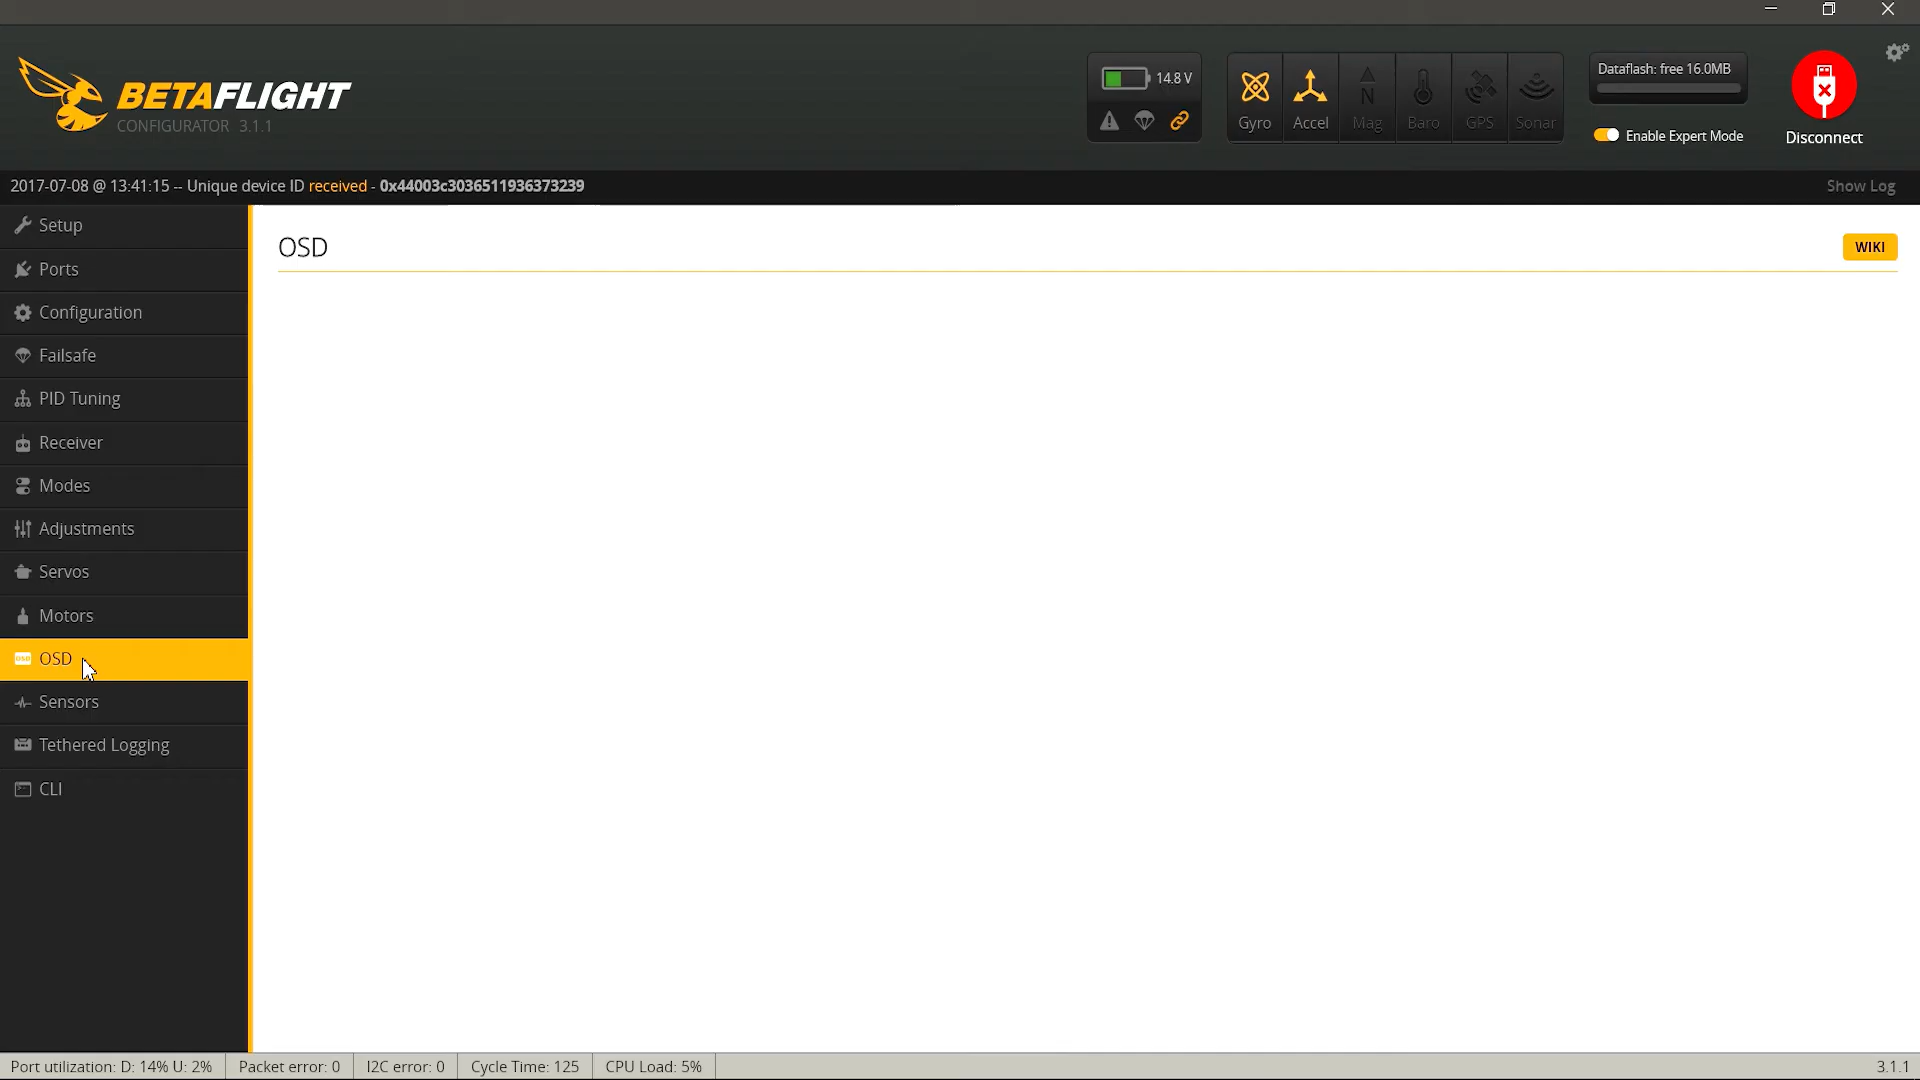 BETAFLIGHT
CONFIGURATOR 3.1.1
14.8 V
Gyro
Accel
N
Mag
Baro
GPS
Sonar
Dataflash: free 16.0MB
Enable Expert Mode
Disconnect
2017-07-08 @ 13:41:15 -- Unique device ID received - 0x44003c3036511936373239
Show Log
Setup
Ports
Configuration
Failsafe
PID Tuning
Receiver
Modes
Adjustments
Servos
Motors
OSD
Sensors
Tethered Logging
CLI
OSD
WIKI
Port utilization: D: 14% U: 2%
Packet error: 0
I2C error: 0
Cycle Time: 125
CPU Load: 5%
3.1.1